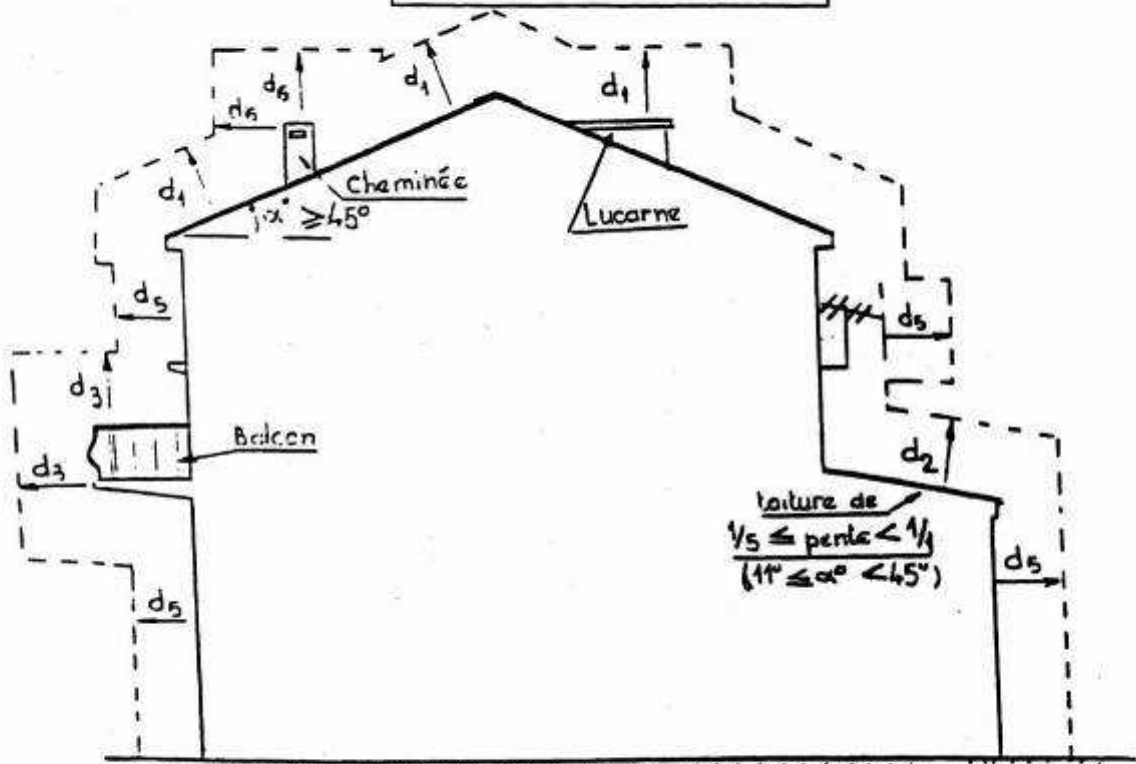 d₆
d₁
d₁
d₆
d₁
Cheminée
α ≥ 45°
Lucarne
d₅
d₅
d₃
Balcon
d₃
d₂
toiture de
1/5 ≤ pente < 1/1
(11° ≤ α° < 45°)
d₅
d₅